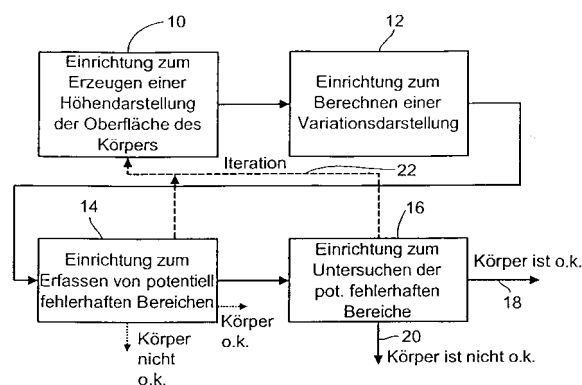 10
12
Einrichtung zum
Erzeugen einer
Höhendarstellung
der Oberfläche des
Körpers
Einrichtung zum
Berechnen einer
Variationsdarstellung
Iteration
22
14
16
Einrichtung zum
Erfassen von potentiell
fehlerhaften Bereichen
Einrichtung zum
Untersuchen der
pot. fehlerhaften
Bereiche
Körper ist o.k.
18
Körper
o.k.
Körper
nicht
o.k.
20
Körper ist nicht o.k.